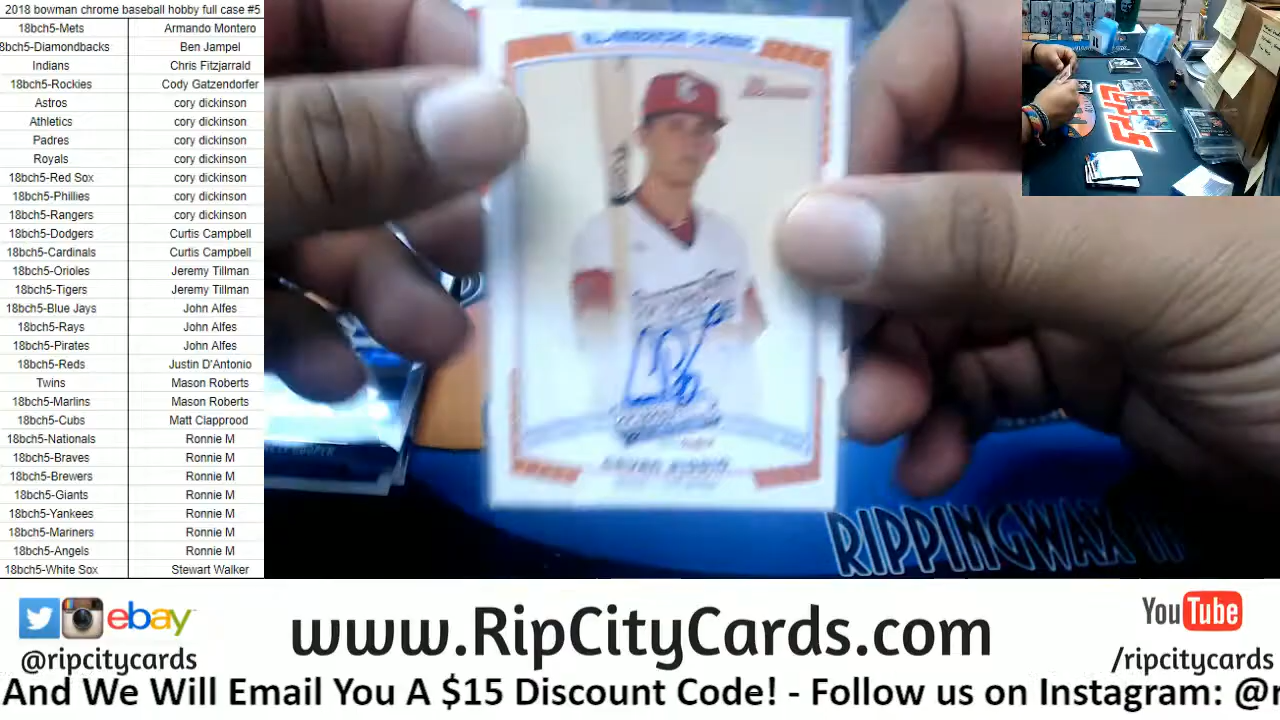 2018 bowman chrome baseball hobby full case #5
18bch5-Mets Armando Montero
8bch5-Diamondbacks Ben Jampel
Indians Chris Fitzjarrald
18bch5-Rockies Cody Gatzendorfer
Astros cory dickinson
Athletics cory dickinson
Padres cory dickinson
Royals cory dickinson
18bch5-Red Sox cory dickinson
18bch5-Phillies cory dickinson
18bch5-Rangers cory dickinson
18bch5-Dodgers Curtis Campbell
18bch5-Cardinals Curtis Campbell
18bch5-Orioles Jeremy Tillman
18bch5-Tigers Jeremy Tillman
18bch5-Blue Jays John Alfes
18bch5-Rays John Alfes
18bch5-Pirates John Alfes
18bch5-Reds Justin D'Antonio
Twins Mason Roberts
18bch5-Marlins Mason Roberts
18bch5-Cubs Matt Clapprood
18bch5-Nationals Ronnie M
18bch5-Braves Ronnie M
18bch5-Brewers Ronnie M
18bch5-Giants Ronnie M
18bch5-Yankees Ronnie M
18bch5-Mariners Ronnie M
18bch5-Angels Ronnie M
18bch5-White Sox Stewart Walker
Bowman
COOPER
RIPPINGWAX
ebay
@ripcitycards
www.RipCityCards.com
YouTube
/ripcitycards
And We Will Email You A $15 Discount Code! - Follow us on Instagram: @r